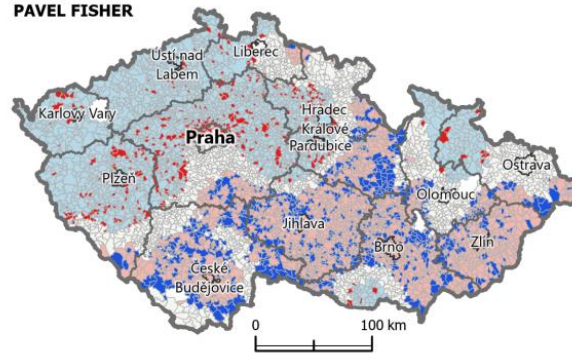 PAVEL FISHER
Ústí nad
Labem
Liberec
Karlovy Vary
Hradec
Králové
Praha
Pardubice
Plzeň
Ostrava
Olomouc
Jihlava
Brno
Zlín
České
Budějovice
0
100 km